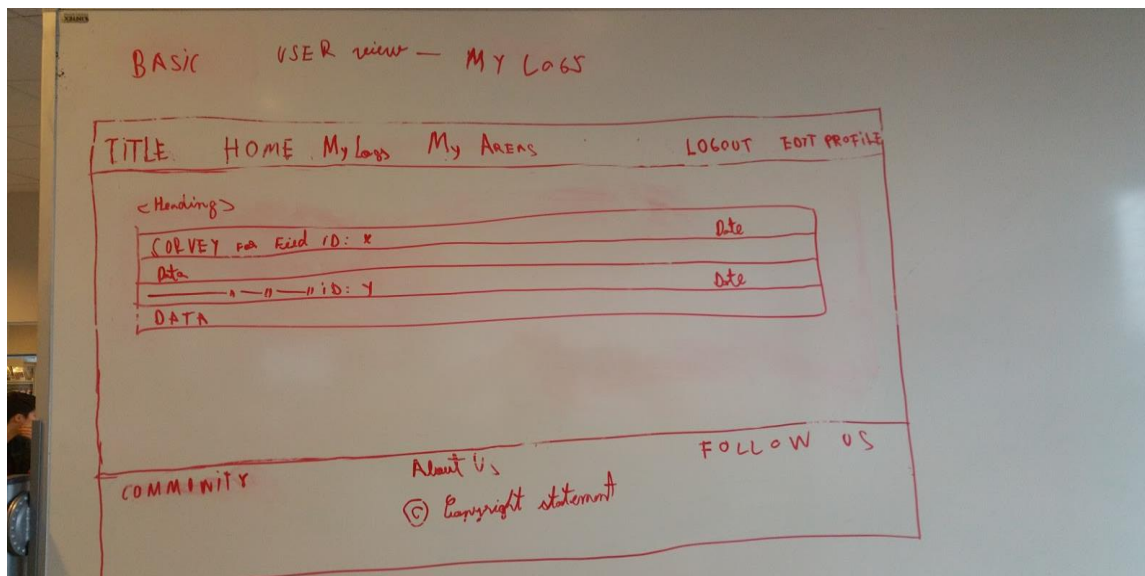 BASIC USER view — MY LOGS
TITLE HOME My Logs My AREAS LOGOUT EDIT PROFILE
<Heading>
SURVEY FOR Field ID: X Date
Data
——— " — " — " iD: Y Date
DATA
COMMUNITY About Us FOLLOW US
© Copyright statement